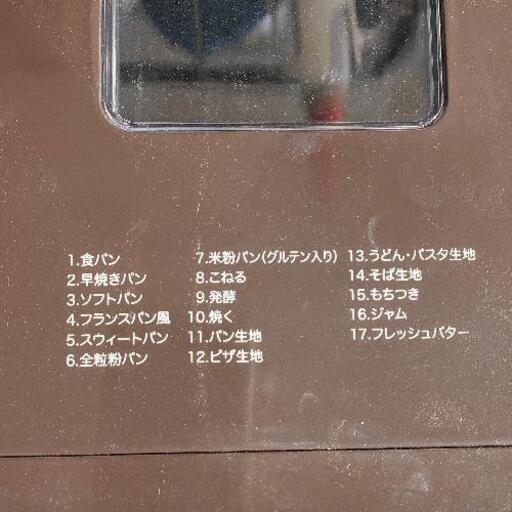 1.食パン
2.早焼きパン
3.ソフトパン
4.フランスパン風
5.スウィートパン
6.全粒粉パン
7.米粉パン(グルテン入り)
8.こねる
9.発酵
10.焼く
11.パン生地
12.ピザ生地
13.うどん・パスタ生地
14.そば生地
15.もちつき
16.ジャム
17.フレッシュバター